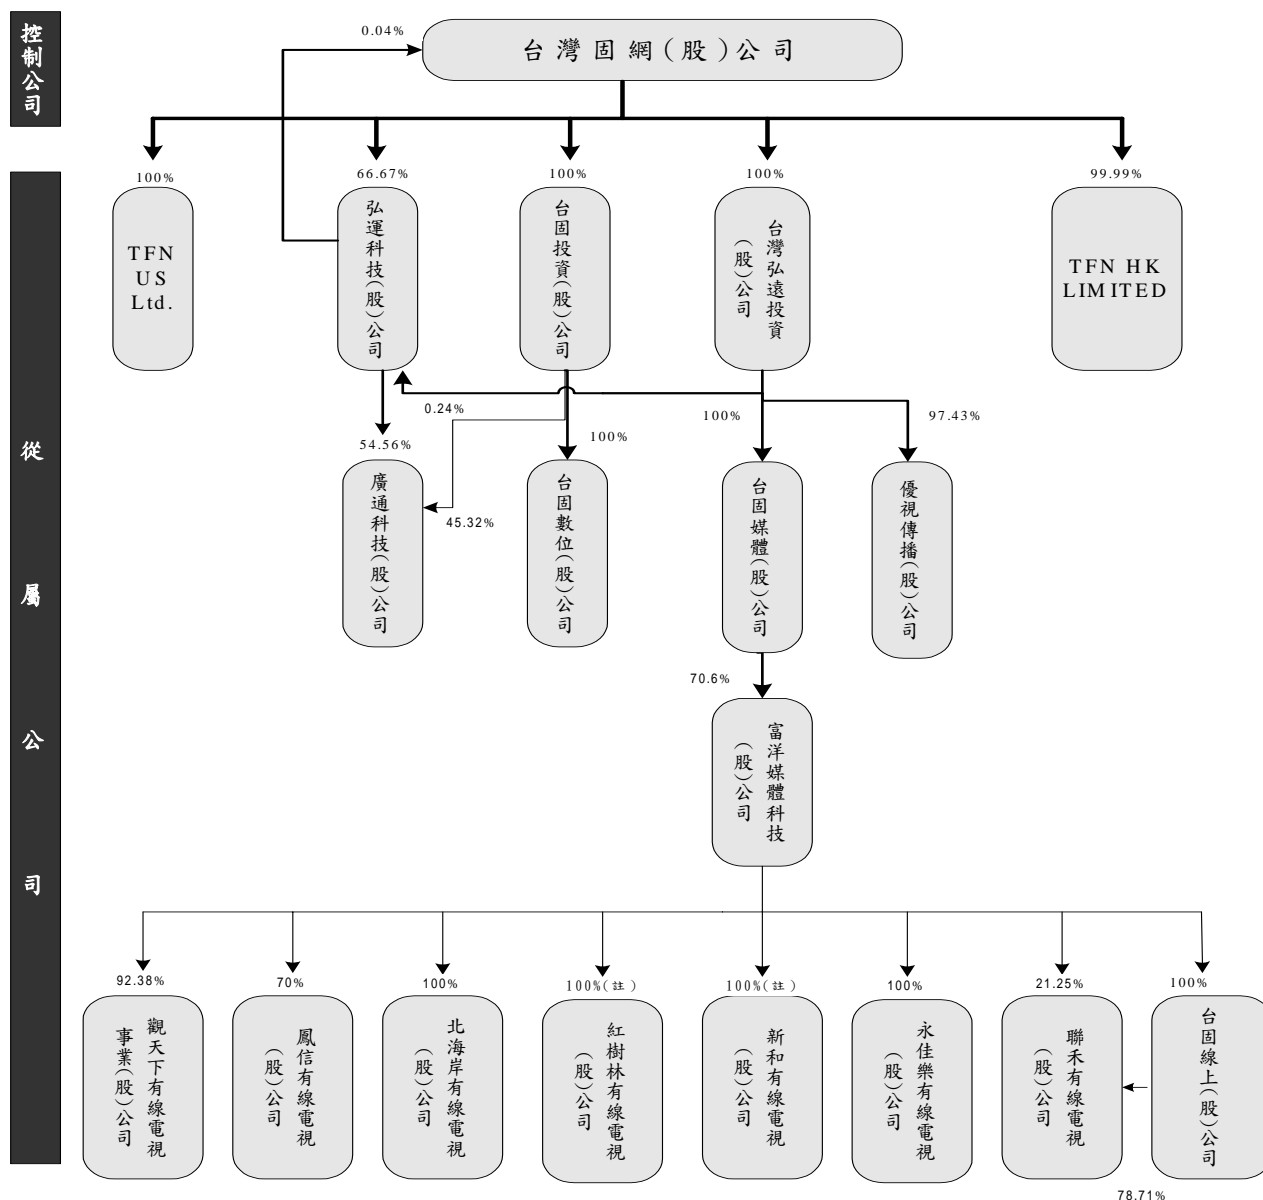 控制公司
0.04%
台灣固網(股)公司
從屬公司
100%
66.67%
100%
100%
99.99%
TFN
US
Ltd.
弘運科技(股)公司
台固投資(股)公司
台灣弘遠投資
(股)公司
TFN HK
LIMITED
0.24%
54.56%
45.32%
100%
100%
97.43%
廣通科技(股)公司
台固數位(股)公司
台固媒體(股)公司
優視傳播(股)公司
70.6%
富洋媒體科技
(股)公司
92.38%
70%
100%
100%(註)
100%(註)
100%
21.25%
100%
觀天下有線電視
事業(股)公司
鳳信有線電視
(股)公司
北海岸有線電視
(股)公司
紅樹林有線電視
(股)公司
新和有線電視
(股)公司
永佳樂有線電視
(股)公司
聯禾有線電視
(股)公司
台固線上(股)公司
78.71%